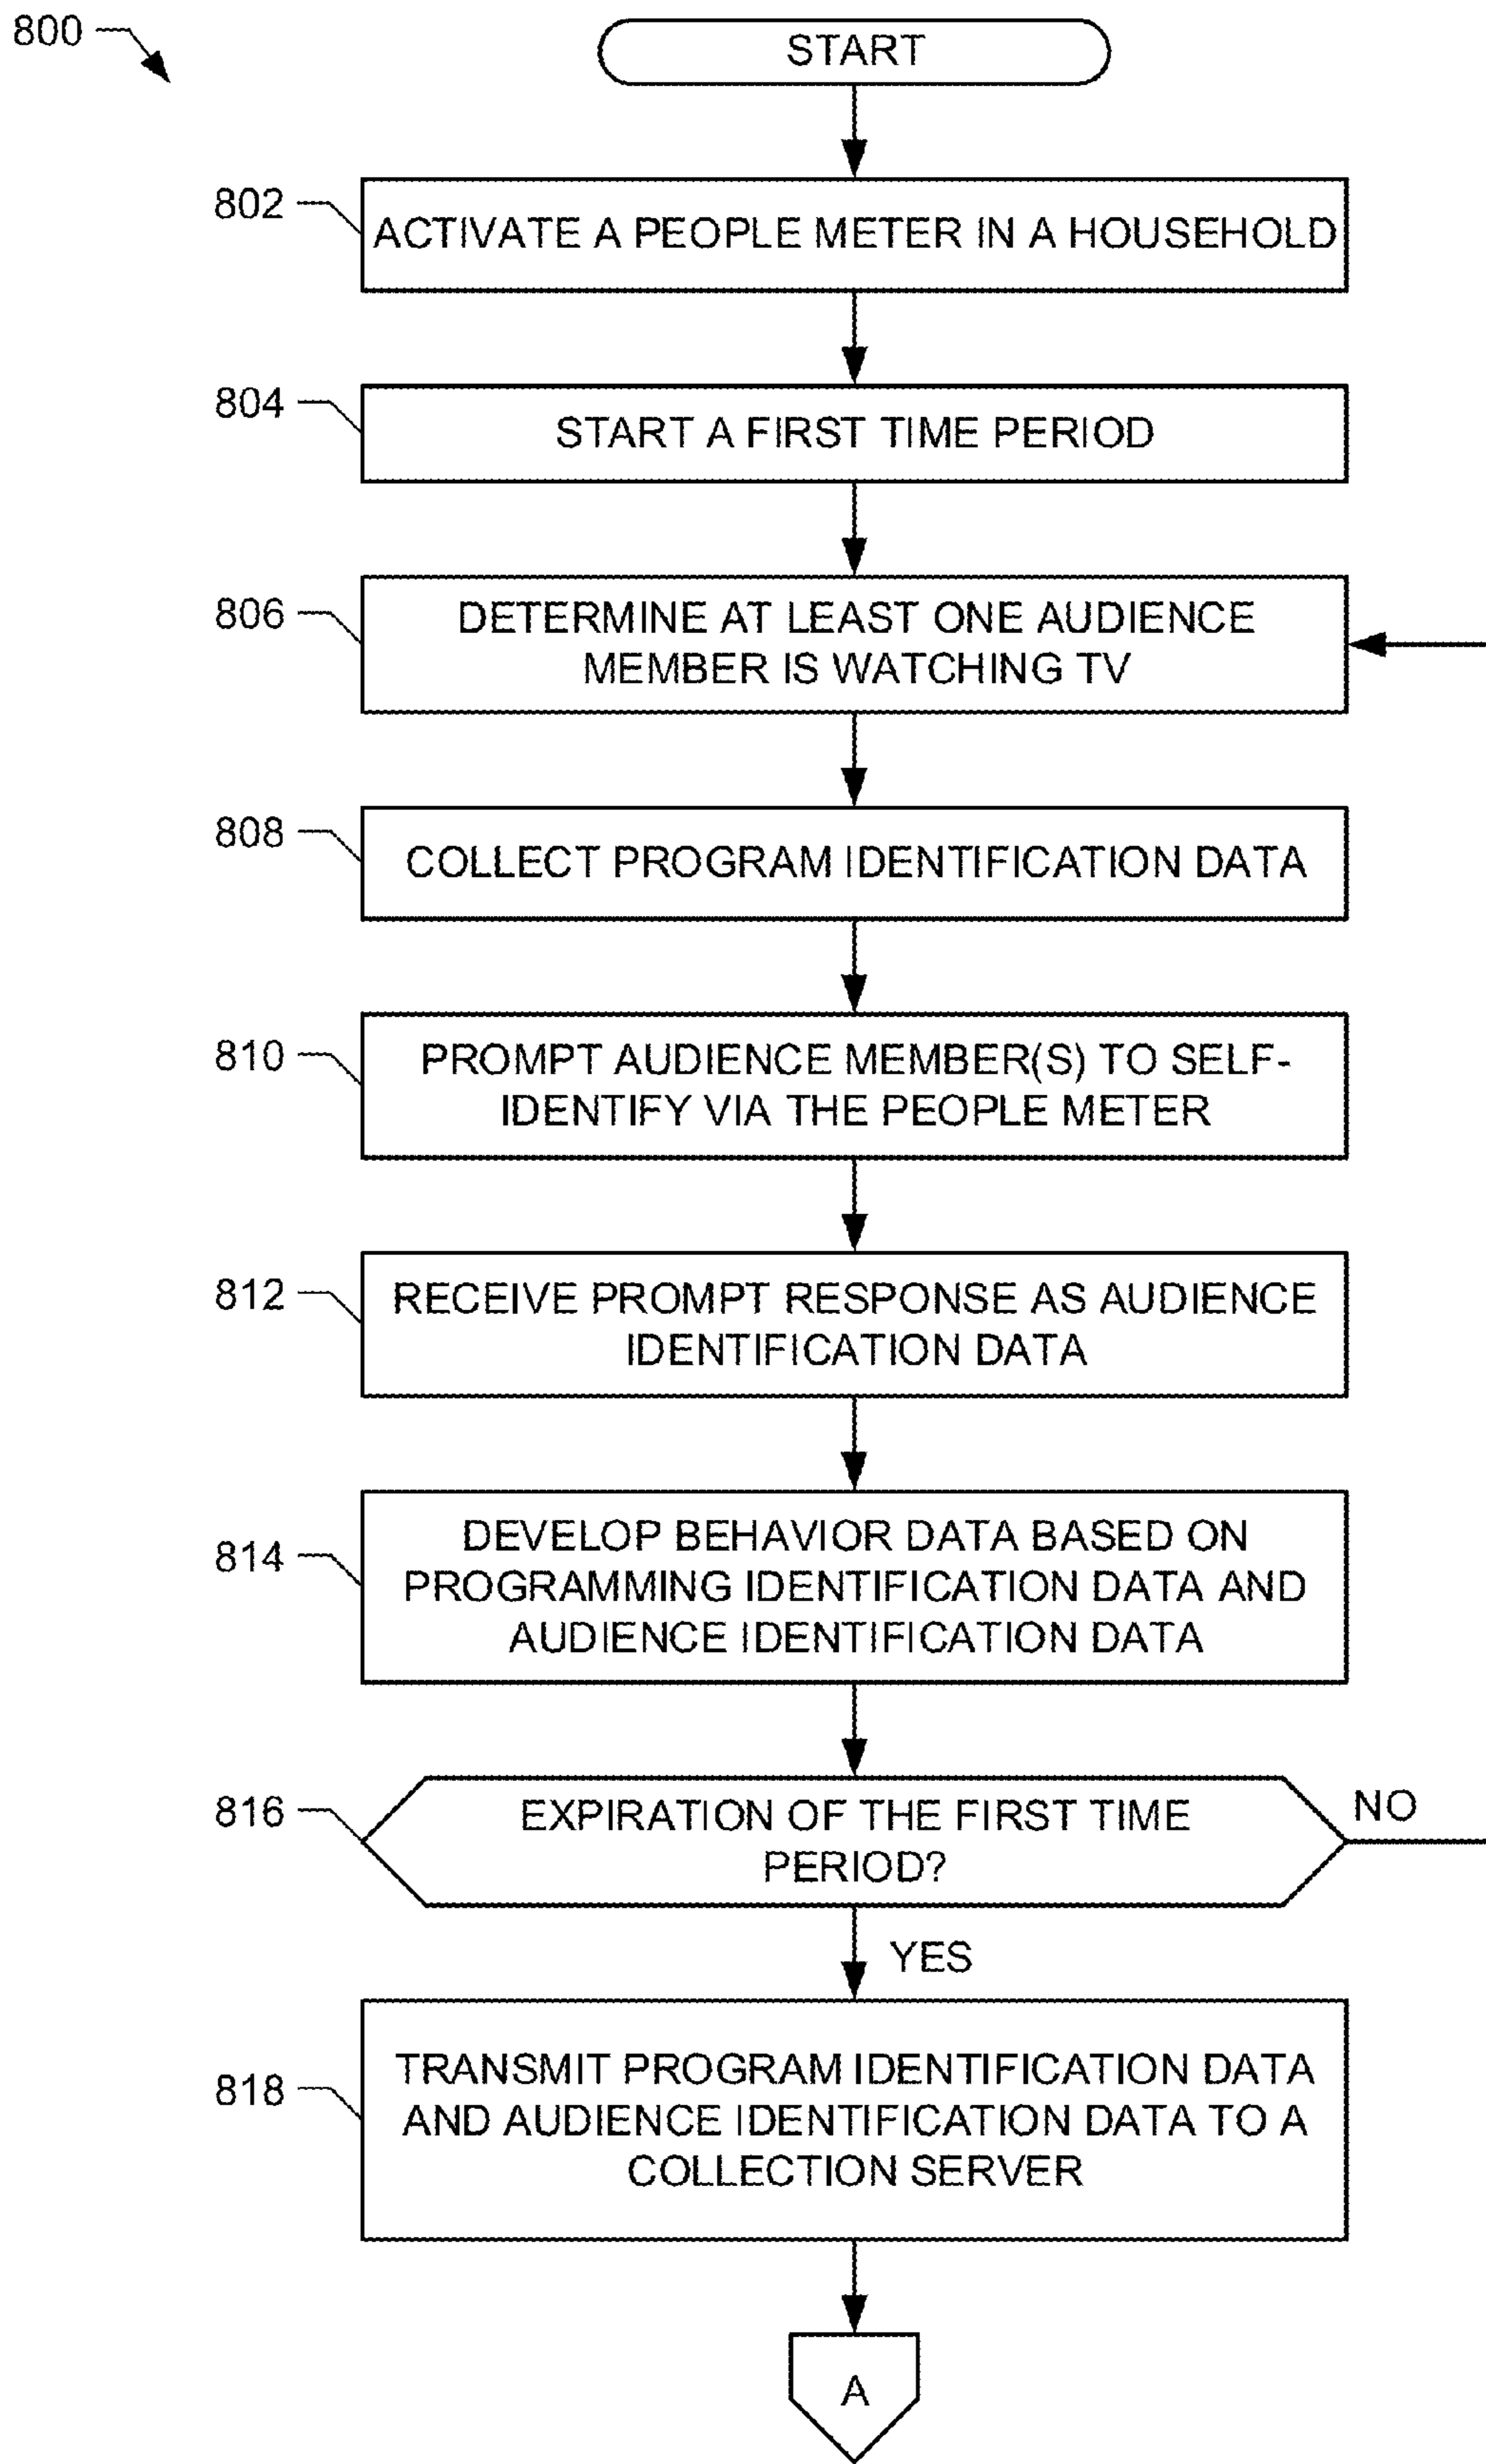 800
START
802
ACTIVATE A PEOPLE METER IN A HOUSEHOLD
804
START A FIRST TIME PERIOD
806
DETERMINE AT LEAST ONE AUDIENCE
MEMBER IS WATCHING TV
808
COLLECT PROGRAM IDENTIFICATION DATA
810
PROMPT AUDIENCE MEMBER(S) TO SELF-
IDENTIFY VIA THE PEOPLE METER
812
RECEIVE PROMPT RESPONSE AS AUDIENCE
IDENTIFICATION DATA
814
DEVELOP BEHAVIOR DATA BASED ON
PROGRAMMING IDENTIFICATION DATA AND
AUDIENCE IDENTIFICATION DATA
816
EXPIRATION OF THE FIRST TIME
PERIOD?
NO
YES
818
TRANSMIT PROGRAM IDENTIFICATION DATA
AND AUDIENCE IDENTIFICATION DATA TO A
COLLECTION SERVER
A